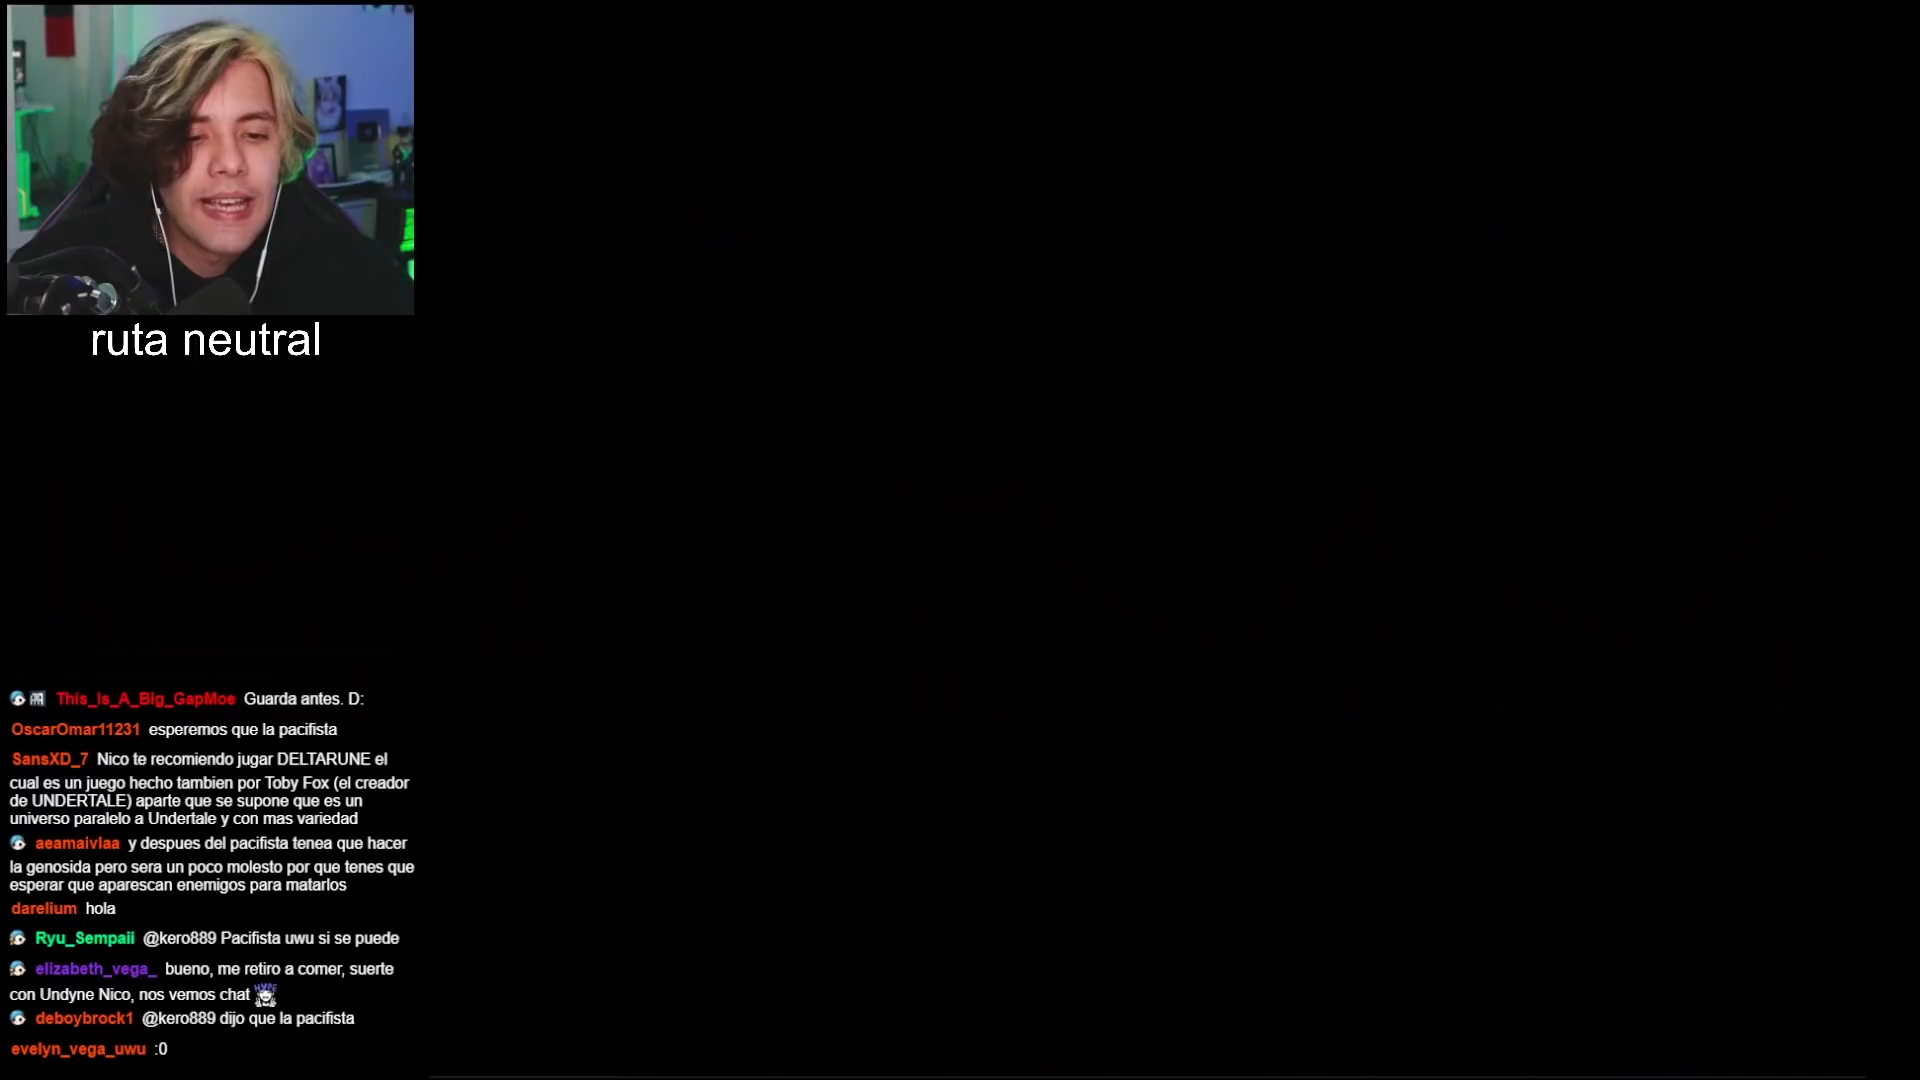 ruta neutral
This_Is_A_Big_GapMoe Guarda antes. D:
OscarOmar11231 esperemos que la pacifista
SansXD_7 Nico te recomiendo jugar DELTARUNE el
cual es un juego hecho tambien por Toby Fox (el creador
de UNDERTALE) aparte que se supone que es un
universo paralelo a Undertale y con mas variedad
aeamaivlaa y despues del pacifista tenea que hacer
la genosida pero sera un poco molesto por que tenes que
esperar que aparescan enemigos para matarlos
darelium hola
Ryu_Sempaii @kero889 Pacifista uwu si se puede
elizabeth_vega_ bueno, me retiro a comer, suerte
con Undyne Nico, nos vemos chat HYPE
deboybrock1 @kero889 dijo que la pacifista
evelyn_vega_uwu :0